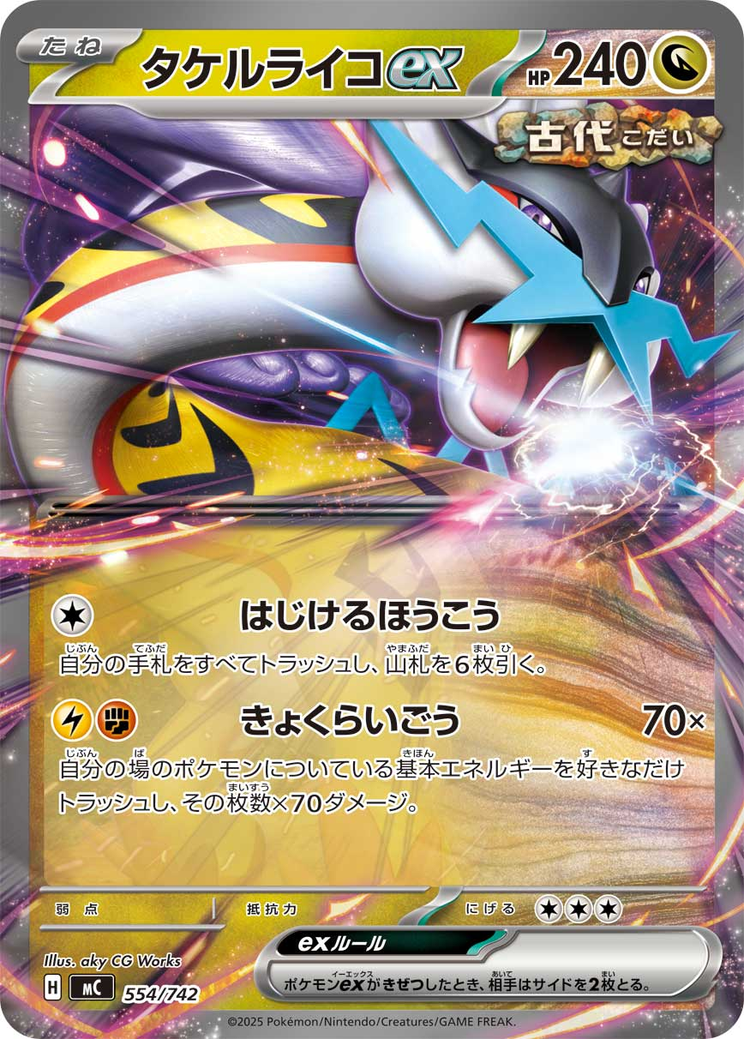 たね タケルライコex HP240
古代 こだい
はじけるほうこう
自分の手札をすべてトラッシュし、山札を6枚引く。
きょくらいごう 70×
自分の場のポケモンについている基本エネルギーを好きなだけ
トラッシュし、その枚数×70ダメージ。
弱点 抵抗力 にげる
Illus. aky CG Works
exルール
ポケモンexがきぜつしたとき、相手はサイドを2枚とる。
H mC 554/742
©2025 Pokémon/Nintendo/Creatures/GAME FREAK.